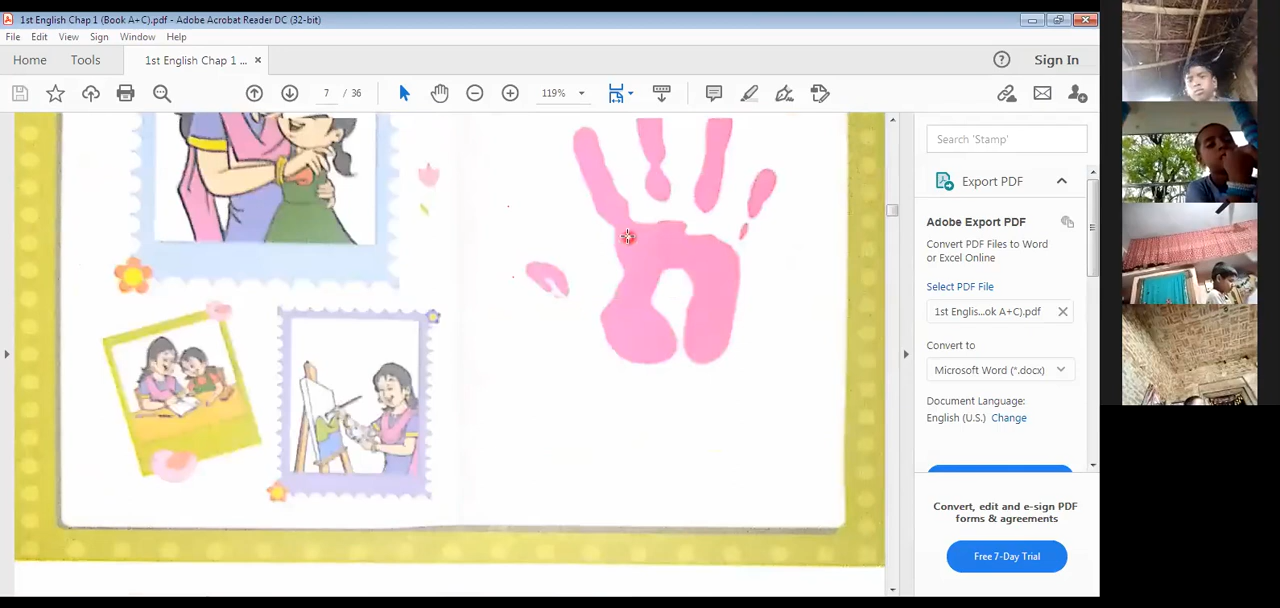 1st English Chap 1 (Book A+C).pdf - Adobe Acrobat Reader DC (32-bit)
File Edit View Sign Window Help
Home Tools 1st English Chap 1 ... × Sign In
7 / 36 119%
Search 'Stamp'
Export PDF
Adobe Export PDF
Convert PDF Files to Word
or Excel Online
Select PDF File
1st Englis...ok A+C).pdf
Convert to
Microsoft Word (*.docx)
Document Language:
English (U.S.) Change
Convert, edit and e-sign PDF
forms & agreements
Free 7-Day Trial